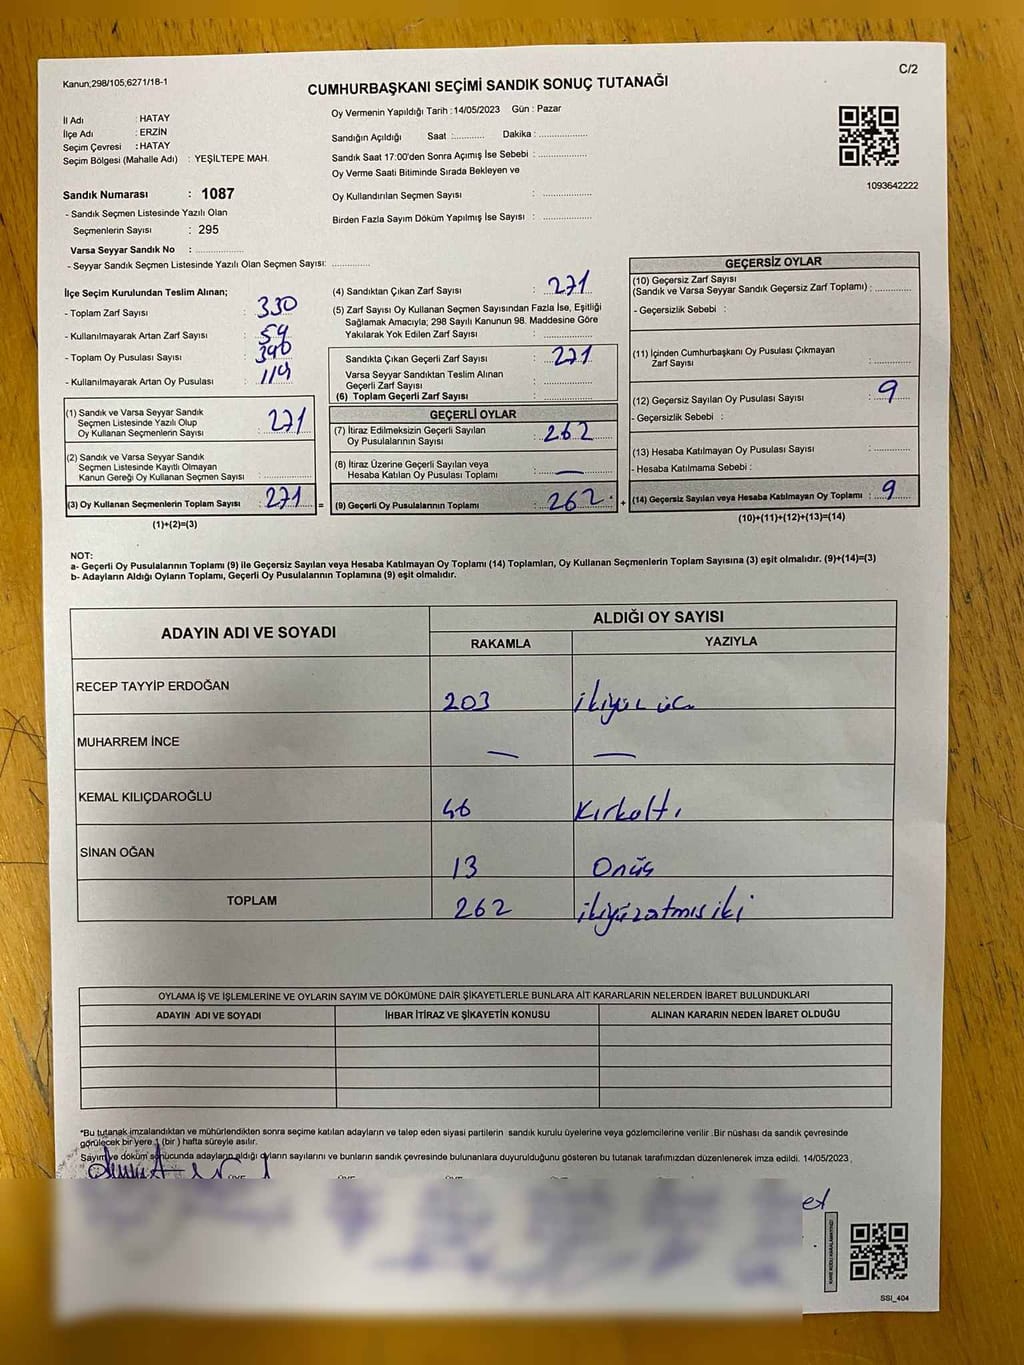 Kanun;298/105,6271/18-1
C/2
CUMHURBAŞKANI SEÇİMİ SANDIK SONUÇ TUTANAĞI
İl Adı : HATAY
İlçe Adı : ERZİN
Seçim Çevresi : HATAY
Seçim Bölgesi (Mahalle Adı) : YEŞİLTEPE MAH.
Sandık Numarası : 1087
- Sandık Seçmen Listesinde Yazılı Olan
Seçmenlerin Sayısı : 295
Varsa Seyyar Sandık No : ..............
- Seyyar Sandık Seçmen Listesinde Yazılı Olan Seçmen Sayısı: ............
Oy Vermenin Yapıldığı Tarih : 14/05/2023 Gün : Pazar
Sandığın Açıldığı Saat :.......... Dakika : ................
Sandık Saat 17:00'den Sonra Açımış İse Sebebi : ................
Oy Verme Saati Bitiminde Sırada Bekleyen ve
Oy Kullandırılan Seçmen Sayısı : ................
Birden Fazla Sayım Döküm Yapılmış İse Sayısı : ................
1093642222
İlçe Seçim Kurulundan Teslim Alınan;
- Toplam Zarf Sayısı : 330
- Kullanılmayarak Artan Zarf Sayısı : 59
- Toplam Oy Pusulası Sayısı : 390
- Kullanılmayarak Artan Oy Pusulası : 119
(1) Sandık ve Varsa Seyyar Sandık
Seçmen Listesinde Yazılı Olup
Oy Kullanan Seçmenlerin Sayısı : 271
(2) Sandık ve Varsa Seyyar Sandık
Seçmen Listesinde Kayıtlı Olmayan
Kanun Gereği Oy Kullanan Seçmen Sayısı : ................
(3) Oy Kullanan Seçmenlerin Toplam Sayısı : 271 =
(1)+(2)=(3)
(4) Sandıktan Çıkan Zarf Sayısı : 271
(5) Zarf Sayısı Oy Kullanan Seçmen Sayısından Fazla İse, Eşitliği
Sağlamak Amacıyla; 298 Sayılı Kanunun 98. Maddesine Göre
Yakılarak Yok Edilen Zarf Sayısı : ................
Sandıkta Çıkan Geçerli Zarf Sayısı : 271
Varsa Seyyar Sandıktan Teslim Alınan
Geçerli Zarf Sayısı : ................
(6) Toplam Geçerli Zarf Sayısı : ................
GEÇERLİ OYLAR
(7) İtiraz Edilmeksizin Geçerli Sayılan
Oy Pusulalarının Sayısı : 262
(8) İtiraz Üzerine Geçerli Sayılan veya
Hesaba Katılan Oy Pusulası Toplamı : —
(9) Geçerli Oy Pusulalarının Toplamı : 262 +
GEÇERSİZ OYLAR
(10) Geçersiz Zarf Sayısı
(Sandık ve Varsa Seyyar Sandık Geçersiz Zarf Toplamı) : ..........
- Geçersizlik Sebebi :
(11) İçinden Cumhurbaşkanı Oy Pusulası Çıkmayan
Zarf Sayısı : ..........
(12) Geçersiz Sayılan Oy Pusulası Sayısı : 9
- Geçersizlik Sebebi :
(13) Hesaba Katılmayan Oy Pusulası Sayısı : ..........
- Hesaba Katılmama Sebebi :
(14) Geçersiz Sayılan veya Hesaba Katılmayan Oy Toplamı : 9
(10)+(11)+(12)+(13)=(14)
NOT:
a- Geçerli Oy Pusulalarının Toplamı (9) ile Geçersiz Sayılan veya Hesaba Katılmayan Oy Toplamı (14) Toplamları, Oy Kullanan Seçmenlerin Toplam Sayısına (3) eşit olmalıdır. (9)+(14)=(3)
b- Adayların Aldığı Oyların Toplamı, Geçerli Oy Pusulalarının Toplamına (9) eşit olmalıdır.
ADAYIN ADI VE SOYADI
ALDIĞI OY SAYISI
RAKAMLA YAZIYLA
RECEP TAYYİP ERDOĞAN 203 ikiyüz üç
MUHARREM İNCE — —
KEMAL KILIÇDAROĞLU 46 Kırkaltı
SİNAN OĞAN 13 Onüç
TOPLAM 262 ikiyüzatmış iki
OYLAMA İŞ VE İŞLEMLERİNE VE OYLARIN SAYIM VE DÖKÜMÜNE DAİR ŞİKAYETLERLE BUNLARA AİT KARARLARIN NELERDEN İBARET BULUNDUKLARI
ADAYIN ADI VE SOYADI İHBAR İTİRAZ VE ŞİKAYETİN KONUSU ALINAN KARARIN NEDEN İBARET OLDUĞU
*Bu tutanak imzalandıktan ve mühürlendikten sonra seçime katılan adayların ve talep eden siyasi partilerin sandık kurulu üyelerine veya gözlemcilerine verilir .Bir nüshası da sandık çevresinde
görülecek bir yere 1 (bir ) hafta süreyle asılır.
Sayım ve döküm sonucunda adayların aldığı oyların sayılarını ve bunların sandık çevresinde bulunanlara duyurulduğunu gösteren bu tutanak tarafımızdan düzenlenerek imza edildi. 14/05/2023
SSI_404